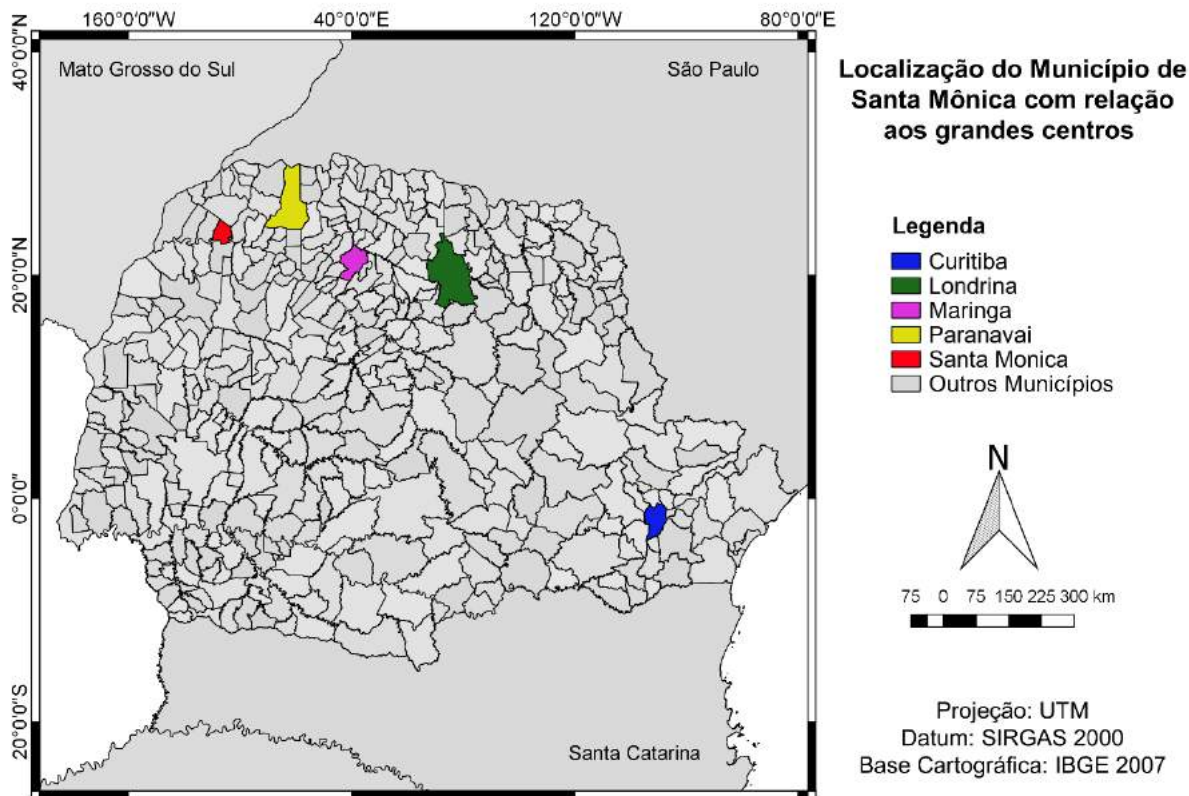 160°0'0"W 40°0'0"E 120°0'0"W 80°0'0"E
40°0'0"N
20°0'0"N
0°0'0"
20°0'0"S
Mato Grosso do Sul
São Paulo
Santa Catarina
Localização do Município de
Santa Mônica com relação
aos grandes centros
Legenda
Curitiba
Londrina
Maringa
Paranavai
Santa Monica
Outros Municípios
N
75 0 75 150 225 300 km
Projeção: UTM
Datum: SIRGAS 2000
Base Cartográfica: IBGE 2007